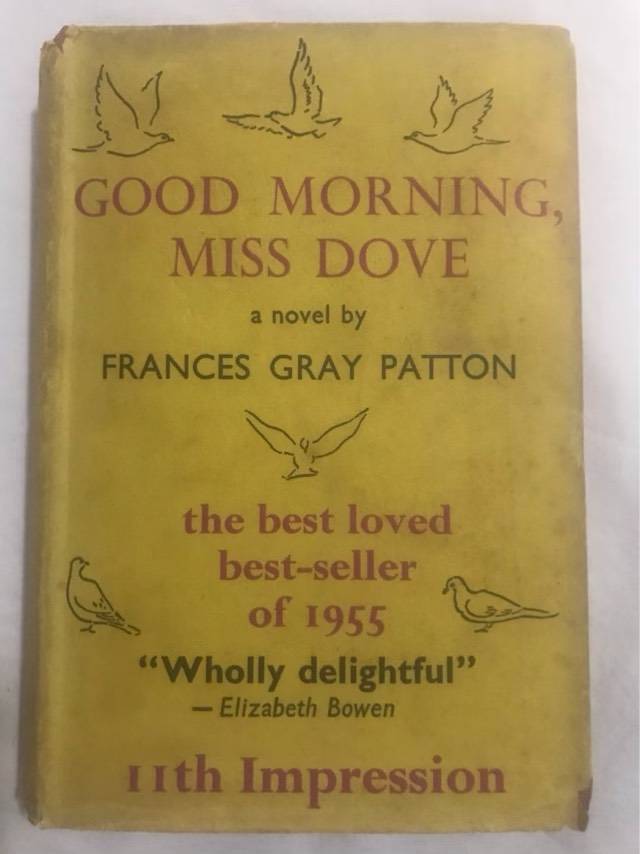 GOOD MORNING,
MISS DOVE
a novel by
FRANCES GRAY PATTON
the best loved
best-seller
of 1955
“Wholly delightful”
— Elizabeth Bowen
11th Impression